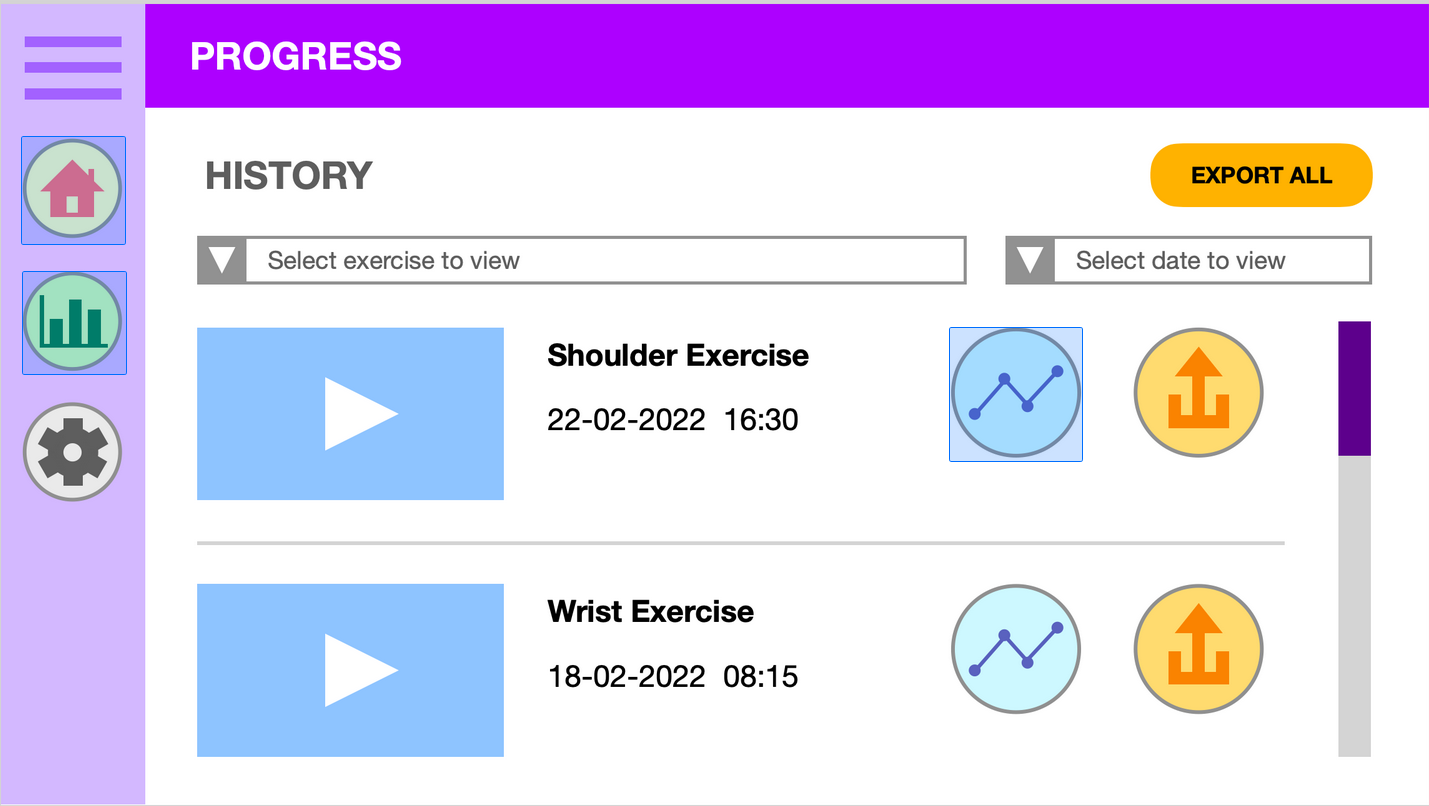 PROGRESS
HISTORY
EXPORT ALL
Select exercise to view
Select date to view
Shoulder Exercise
22-02-2022 16:30
Wrist Exercise
18-02-2022 08:15